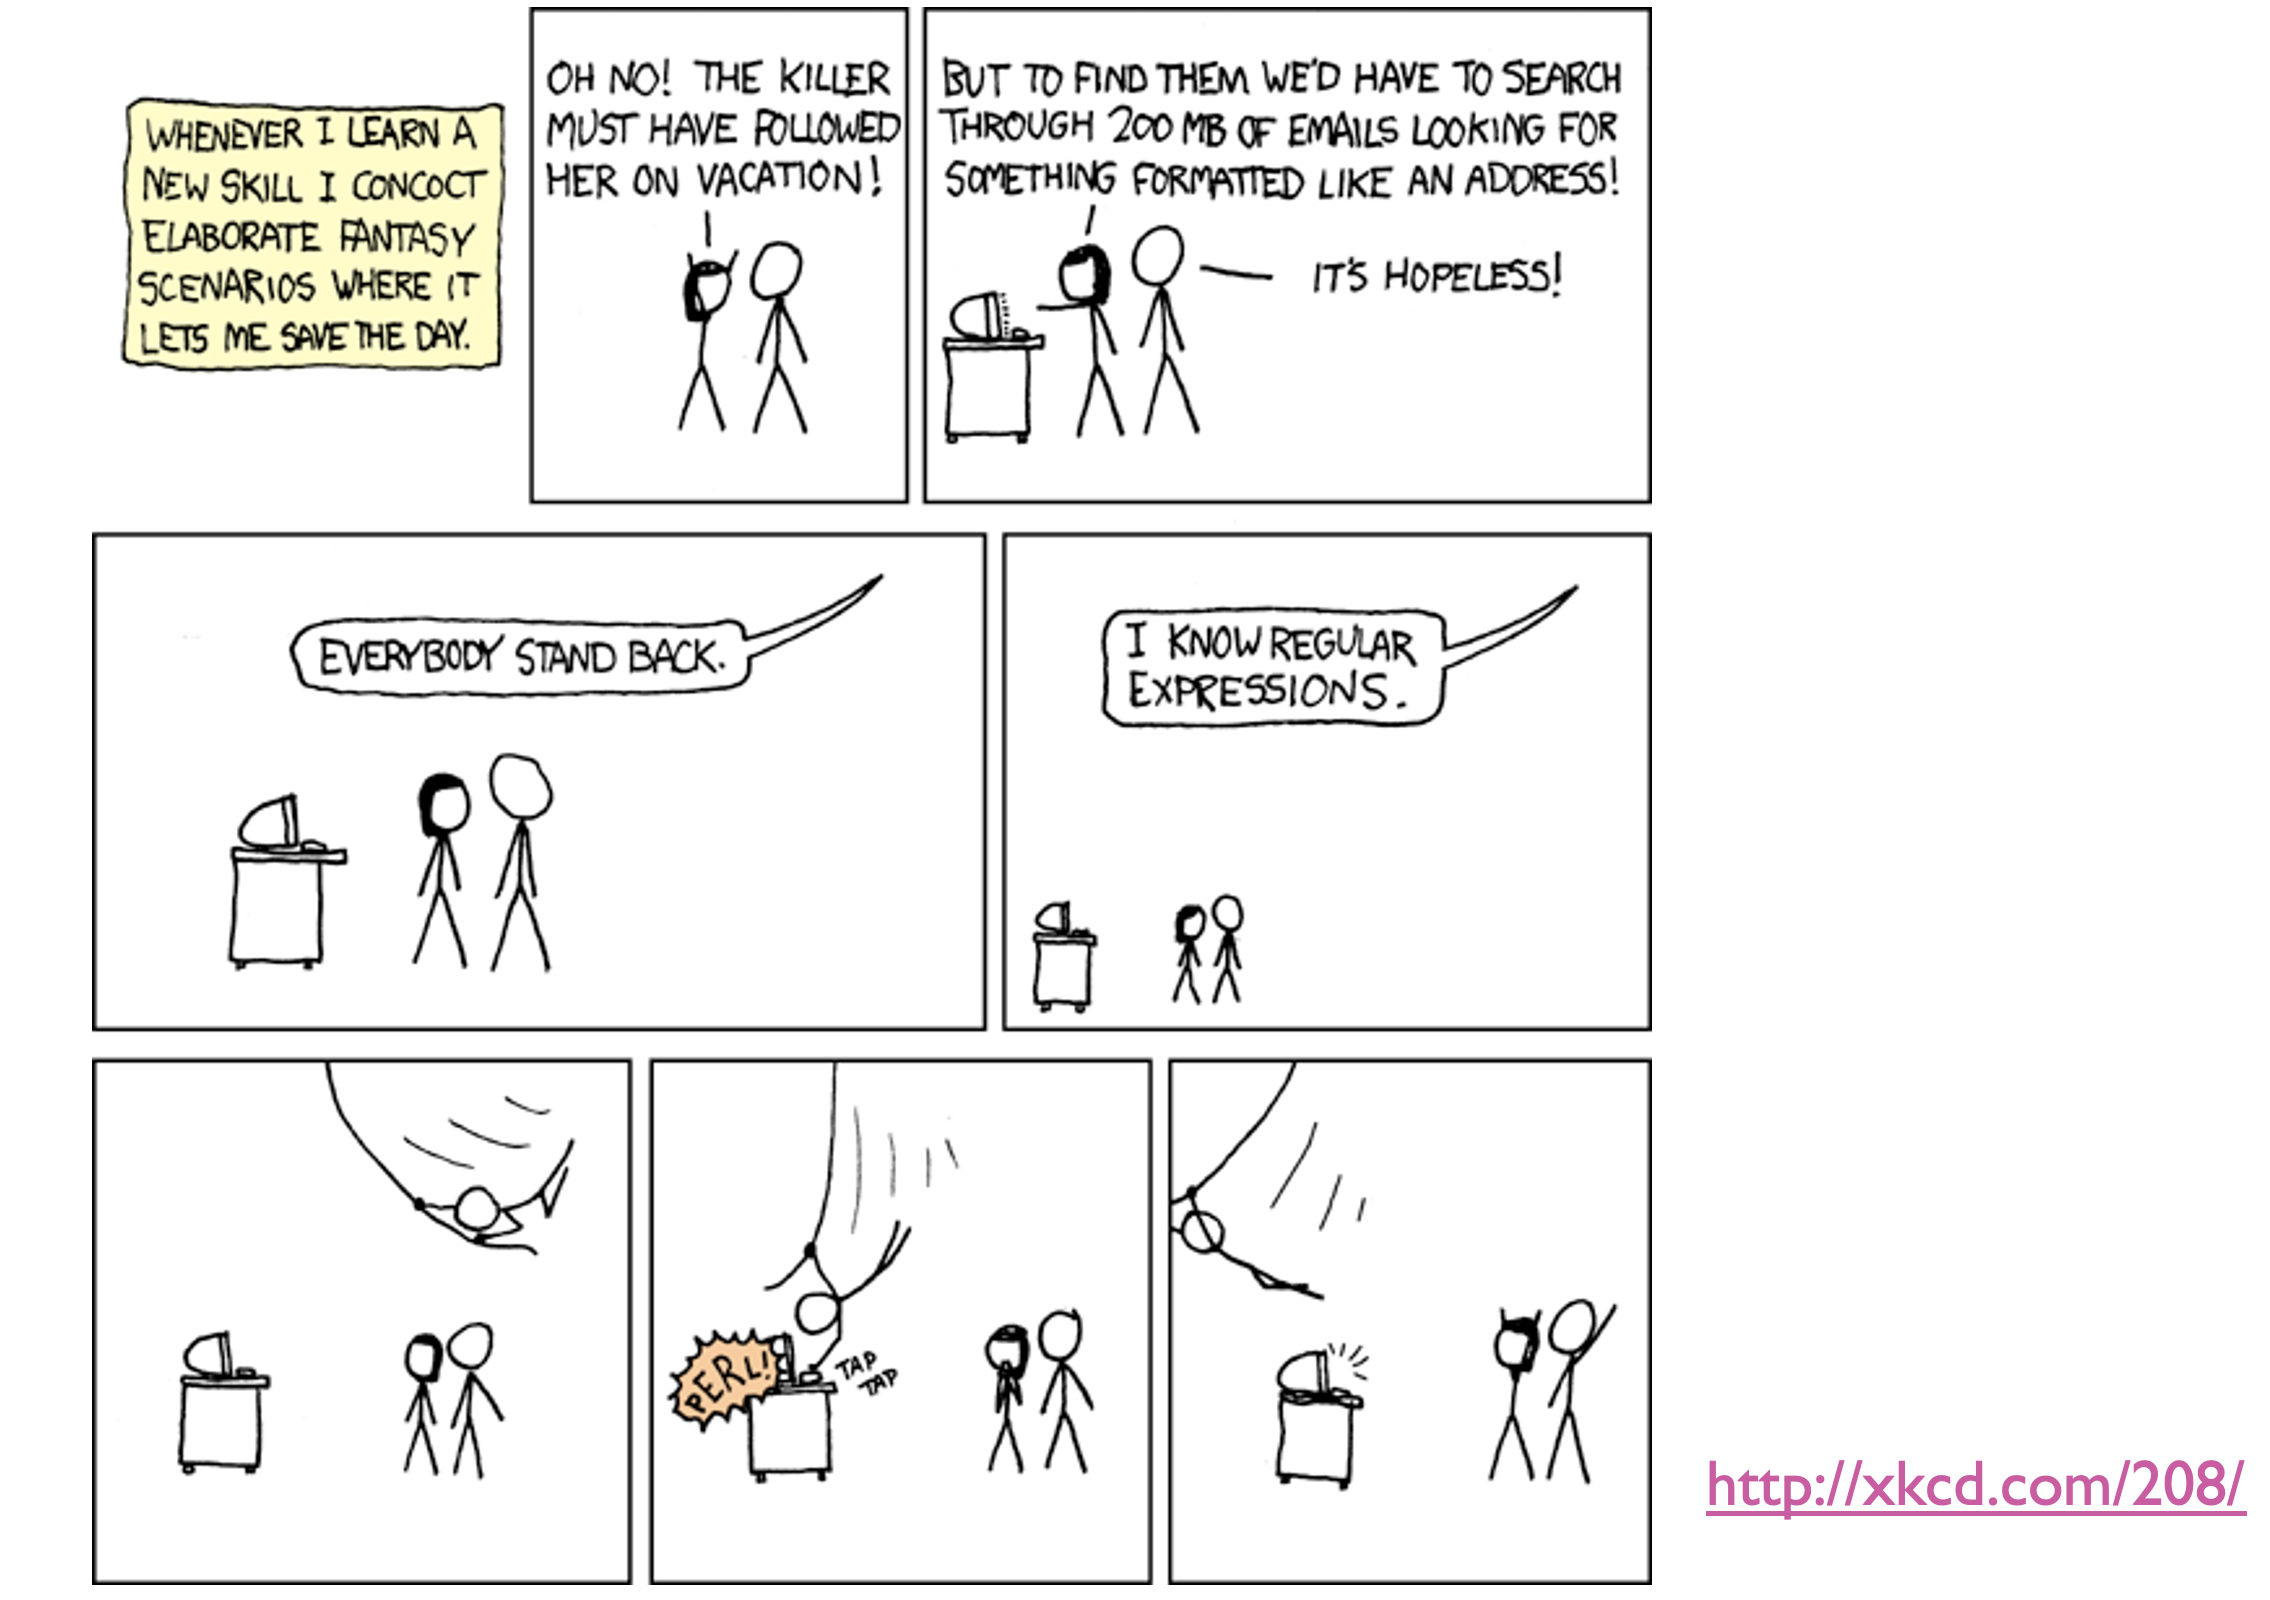 WHENEVER I LEARN A
NEW SKILL I CONCOCT
ELABORATE FANTASY
SCENARIOS WHERE IT
LETS ME SAVE THE DAY.
OH NO! THE KILLER
MUST HAVE FOLLOWED
HER ON VACATION!
BUT TO FIND THEM WE'D HAVE TO SEARCH
THROUGH 200 MB OF EMAILS LOOKING FOR
SOMETHING FORMATTED LIKE AN ADDRESS!
IT'S HOPELESS!
EVERYBODY STAND BACK.
I KNOW REGULAR
EXPRESSIONS.
PERL!
TAP
TAP
http://xkcd.com/208/